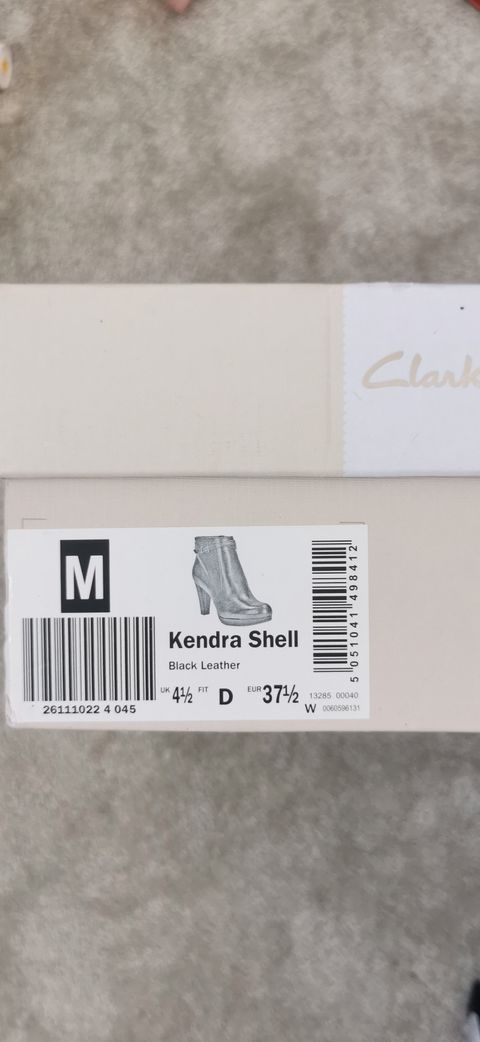 Clark
M
Kendra Shell
Black Leather
UK 4½ FIT D EUR 37½
26111022 4 045
5 051041 498412
13285 00040
W 0060596131